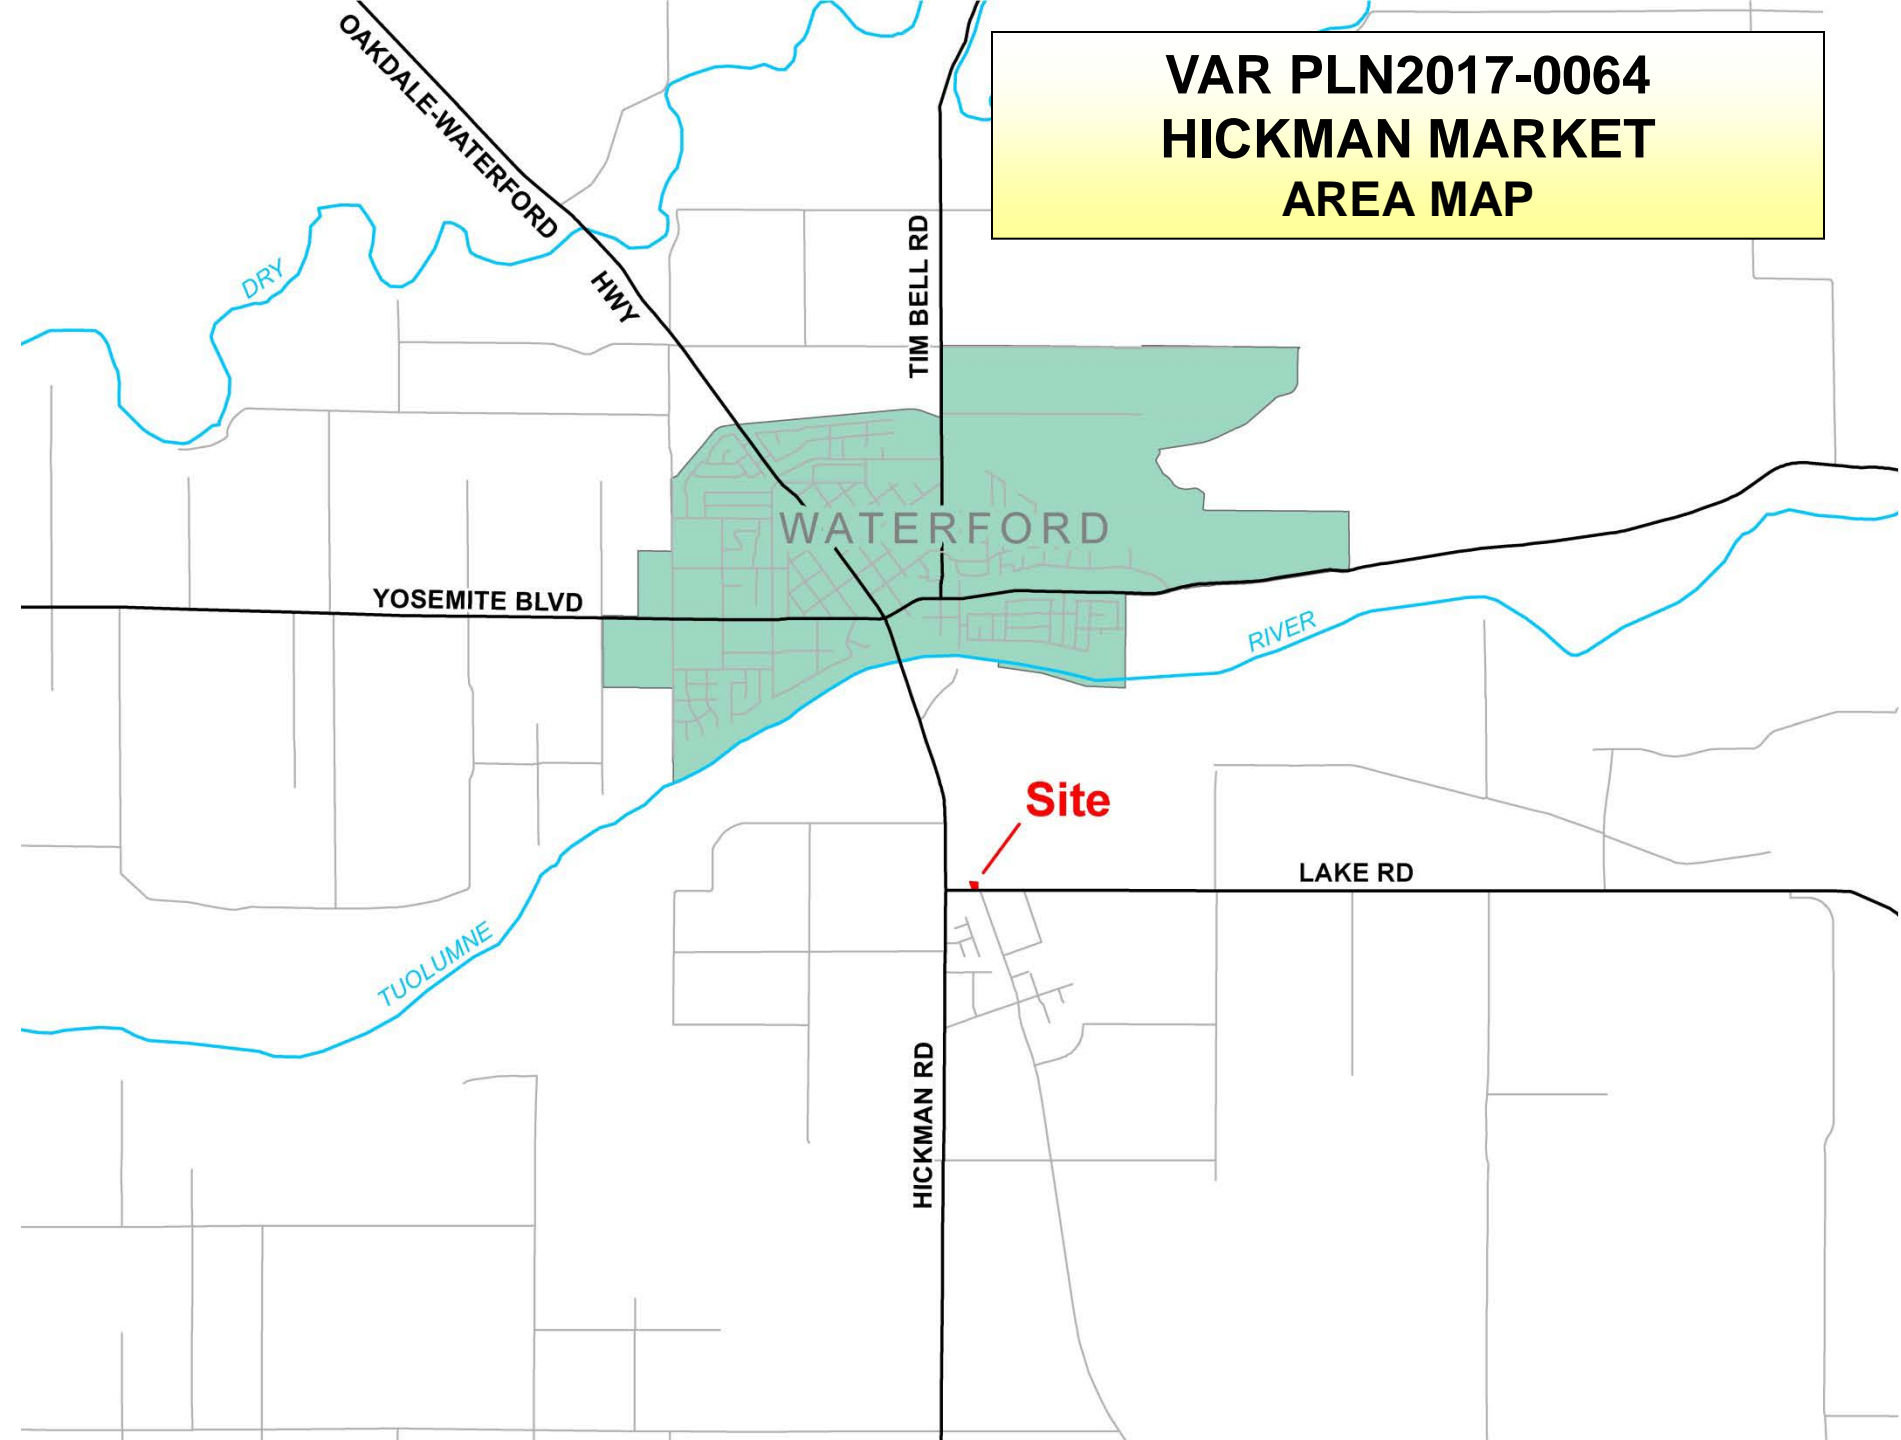 VAR PLN2017-0064
HICKMAN MARKET
AREA MAP
OAKDALE-WATERFORD
HWY
TIM BELL RD
DRY
WATERFORD
YOSEMITE BLVD
RIVER
Site
LAKE RD
TUOLUMNE
HICKMAN RD